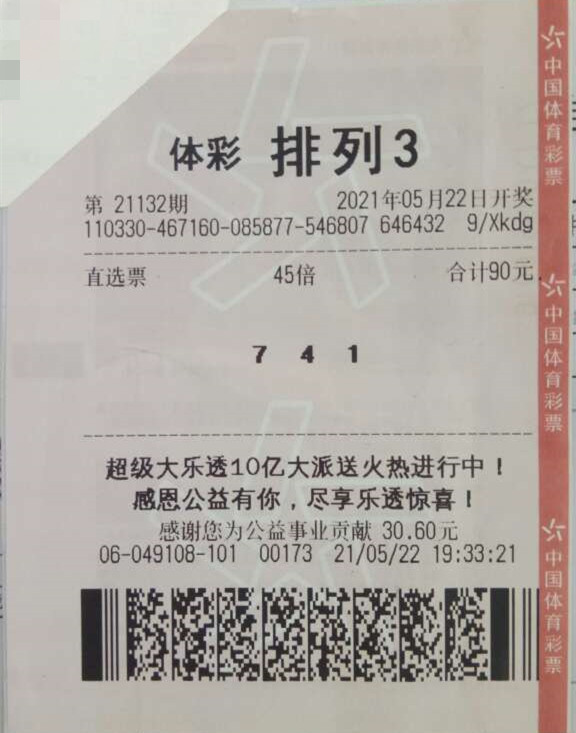 体彩 排列3
第 21132期 2021年05月22日开奖
110330-467160-085877-546807 646432 9/Xkdg
直选票 45倍 合计90元
7 4 1
超级大乐透10亿大派送火热进行中！
感恩公益有你，尽享乐透惊喜！
感谢您为公益事业贡献 30.60元
06-049108-101 00173 21/05/22 19:33:21
中国体育彩票
中国体育彩票
中国体育彩票